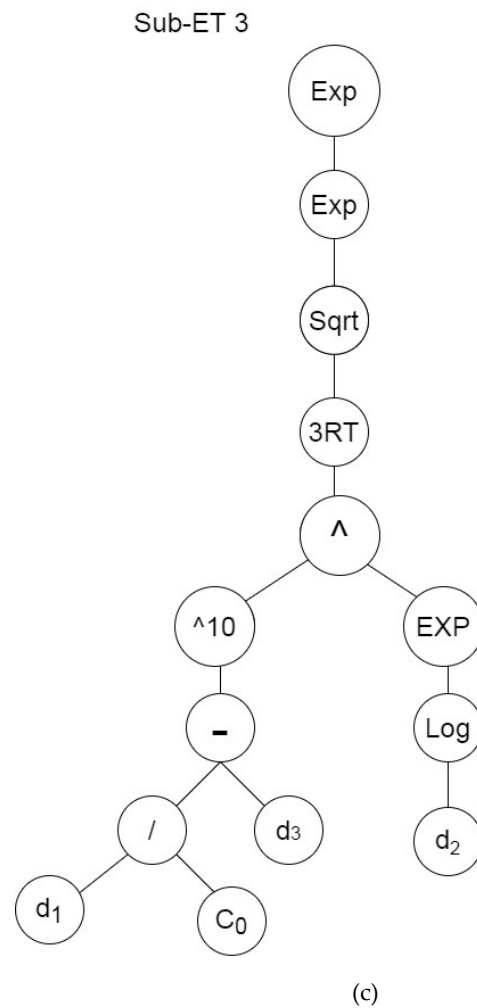 Sub-ET 3
Exp
Exp
Sqrt
3RT
^
^10
EXP
-
Log
/
d₃
d₂
d₁
C₀
(c)